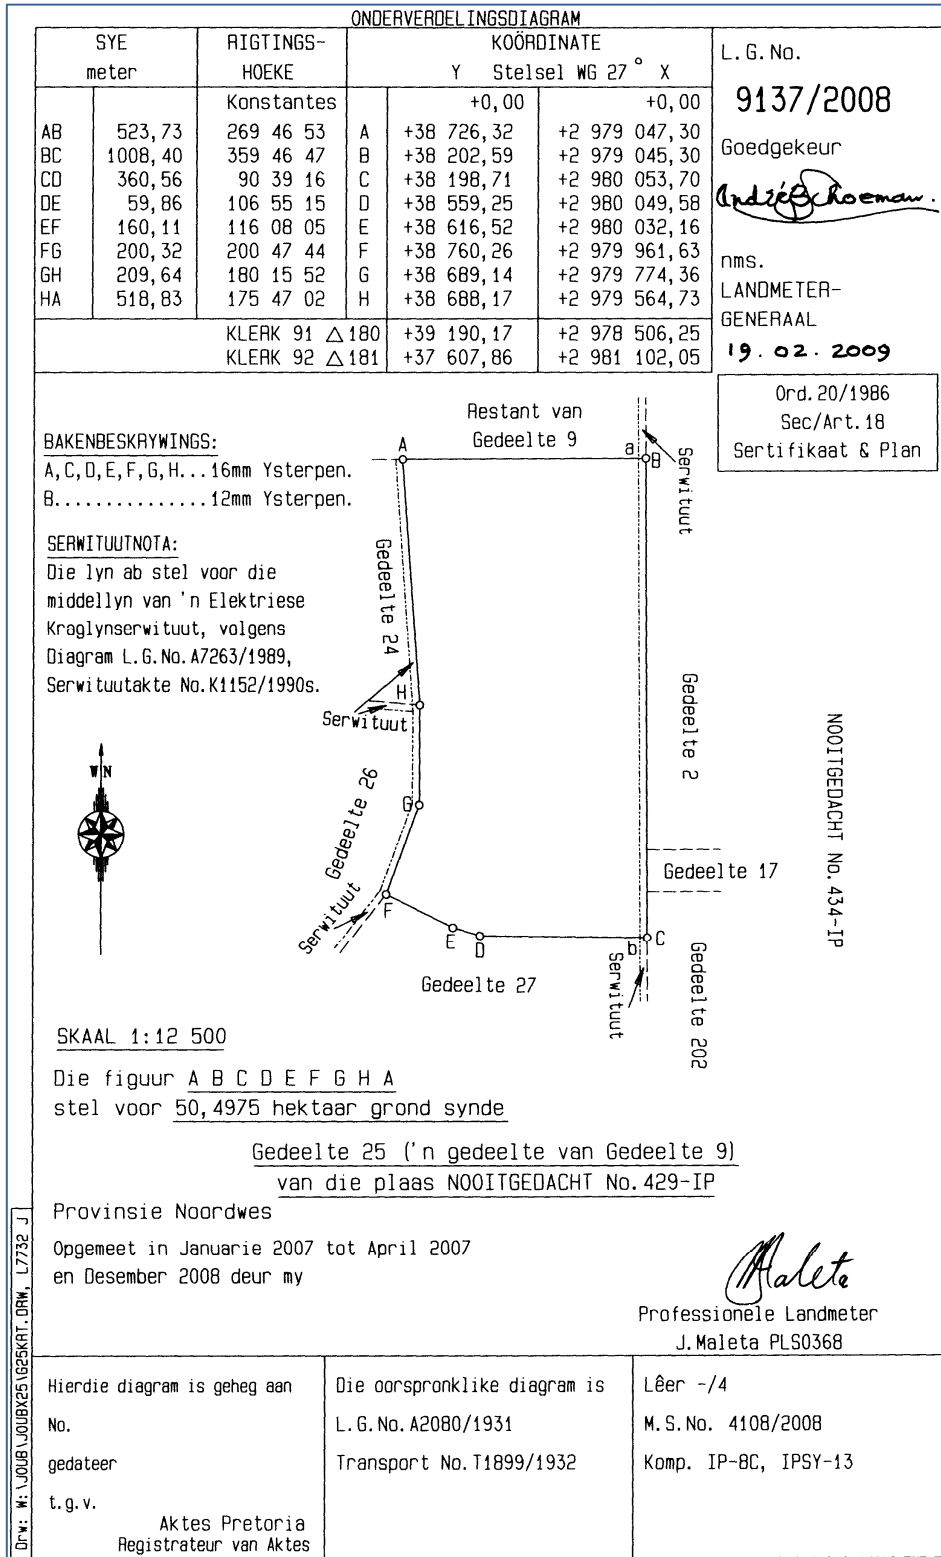 ONDERVERDELINGSDIAGRAM
SYE meter RIGTINGS-HOEKE KOÖRDINATE Y Stelsel WG 27° X
Konstantes +0,00 +0,00
AB 523,73 269 46 53 A +38 726,32 +2 979 047,30
BC 1008,40 359 46 47 B +38 202,59 +2 979 045,30
CD 360,56 90 39 16 C +38 198,71 +2 980 053,70
DE 59,86 106 55 15 D +38 559,25 +2 980 049,58
EF 160,11 116 08 05 E +38 616,52 +2 980 032,16
FG 200,32 200 47 44 F +38 760,26 +2 979 961,63
GH 209,64 180 15 52 G +38 689,14 +2 979 774,36
HA 518,83 175 47 02 H +38 688,17 +2 979 564,73
KLERK 91 △ 180 +39 190,17 +2 978 506,25
KLERK 92 △ 181 +37 607,86 +2 981 102,05
L.G.No.
9137/2008
Goedgekeur
André Schoeman.
nms.
LANDMETER-
GENERAAL
19.02.2009
Ord.20/1986
Sec/Art.18
Sertifikaat & Plan
Restant van
Gedeelte 9
BAKENBESKRYWINGS:
A,C,D,E,F,G,H...16mm Ysterpen.
B...............12mm Ysterpen.
SERWITUUTNOTA:
Die lyn ab stel voor die
middellyn van 'n Elektriese
Kraglynserwituut, volgens
Diagram L.G.No.A7263/1989,
Serwituutakte No.K1152/1990s.
A
a
B
Serwituut
Gedeelte 24
H
Serwituut
Gedeelte 2
NOOITGEDACHT No.434-IP
W N
G
Gedeelte 26
Gedeelte 17
Serwituut
F
E
D
b
C
Gedeelte 27
Serwituut
Gedeelte 202
SKAAL 1:12 500
Die figuur A B C D E F G H A
stel voor 50,4975 hektaar grond synde
Gedeelte 25 ('n gedeelte van Gedeelte 9)
van die plaas NOOITGEDACHT No.429-IP
Provinsie Noordwes
Opgemeet in Januarie 2007 tot April 2007
en Desember 2008 deur my
Maleta
Professionele Landmeter
J.Maleta PLS0368
Drw: W:\JOUB\JOUBX25\G25KRT.DRW, L7732 J
Hierdie diagram is geheg aan
No.
gedateer
t.g.v.
Aktes Pretoria
Registrateur van Aktes
Die oorspronklike diagram is
L.G.No.A2080/1931
Transport No.T1899/1932
Lêer -/4
M.S.No. 4108/2008
Komp. IP-8C, IPSY-13